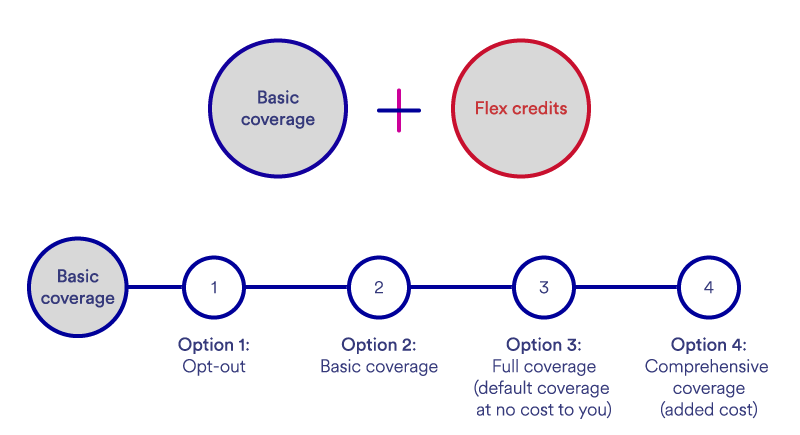 Basic
coverage
Flex credits
Basic
coverage
1
2
3
4
Option 1:
Opt-out
Option 2:
Basic coverage
Option 3:
Full coverage
(default coverage
at no cost to you)
Option 4:
Comprehensive
coverage
(added cost)